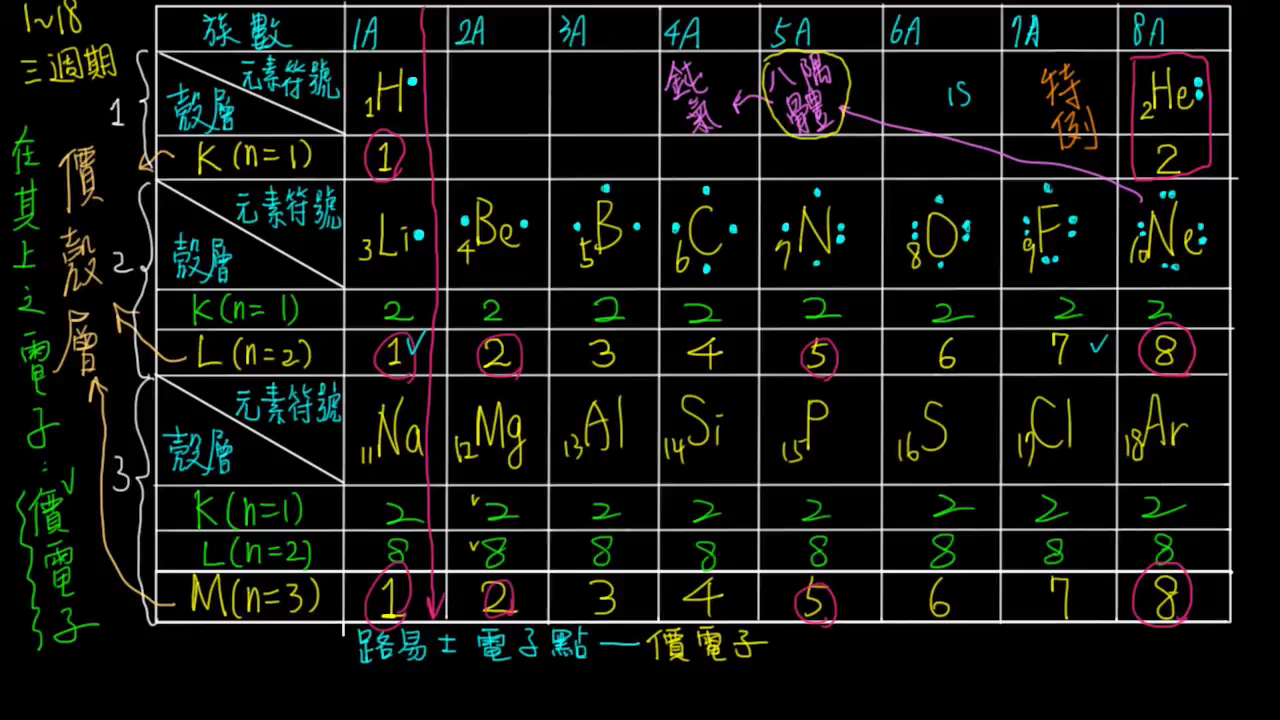 1~18
三週期
族數 1A 2A 3A 4A 5A 6A 7A 8A
1
元素符號
殼層
1H 鈍氣 八隅體 1S 特例 2He
K (n=1) 1 2
2
元素符號
殼層
3Li 4Be 5B 6C 7N 8O 9F 10Ne
K (n=1) 2 2 2 2 2 2 2 2
L (n=2) 1 2 3 4 5 6 7 8
3
元素符號
殼層
11Na 12Mg 13Al 14Si 15P 16S 17Cl 18Ar
K (n=1) 2 2 2 2 2 2 2 2
L (n=2) 8 8 8 8 8 8 8 8
M (n=3) 1 2 3 4 5 6 7 8
價殼層
在其上之電子:價電子
路易士電子點—價電子